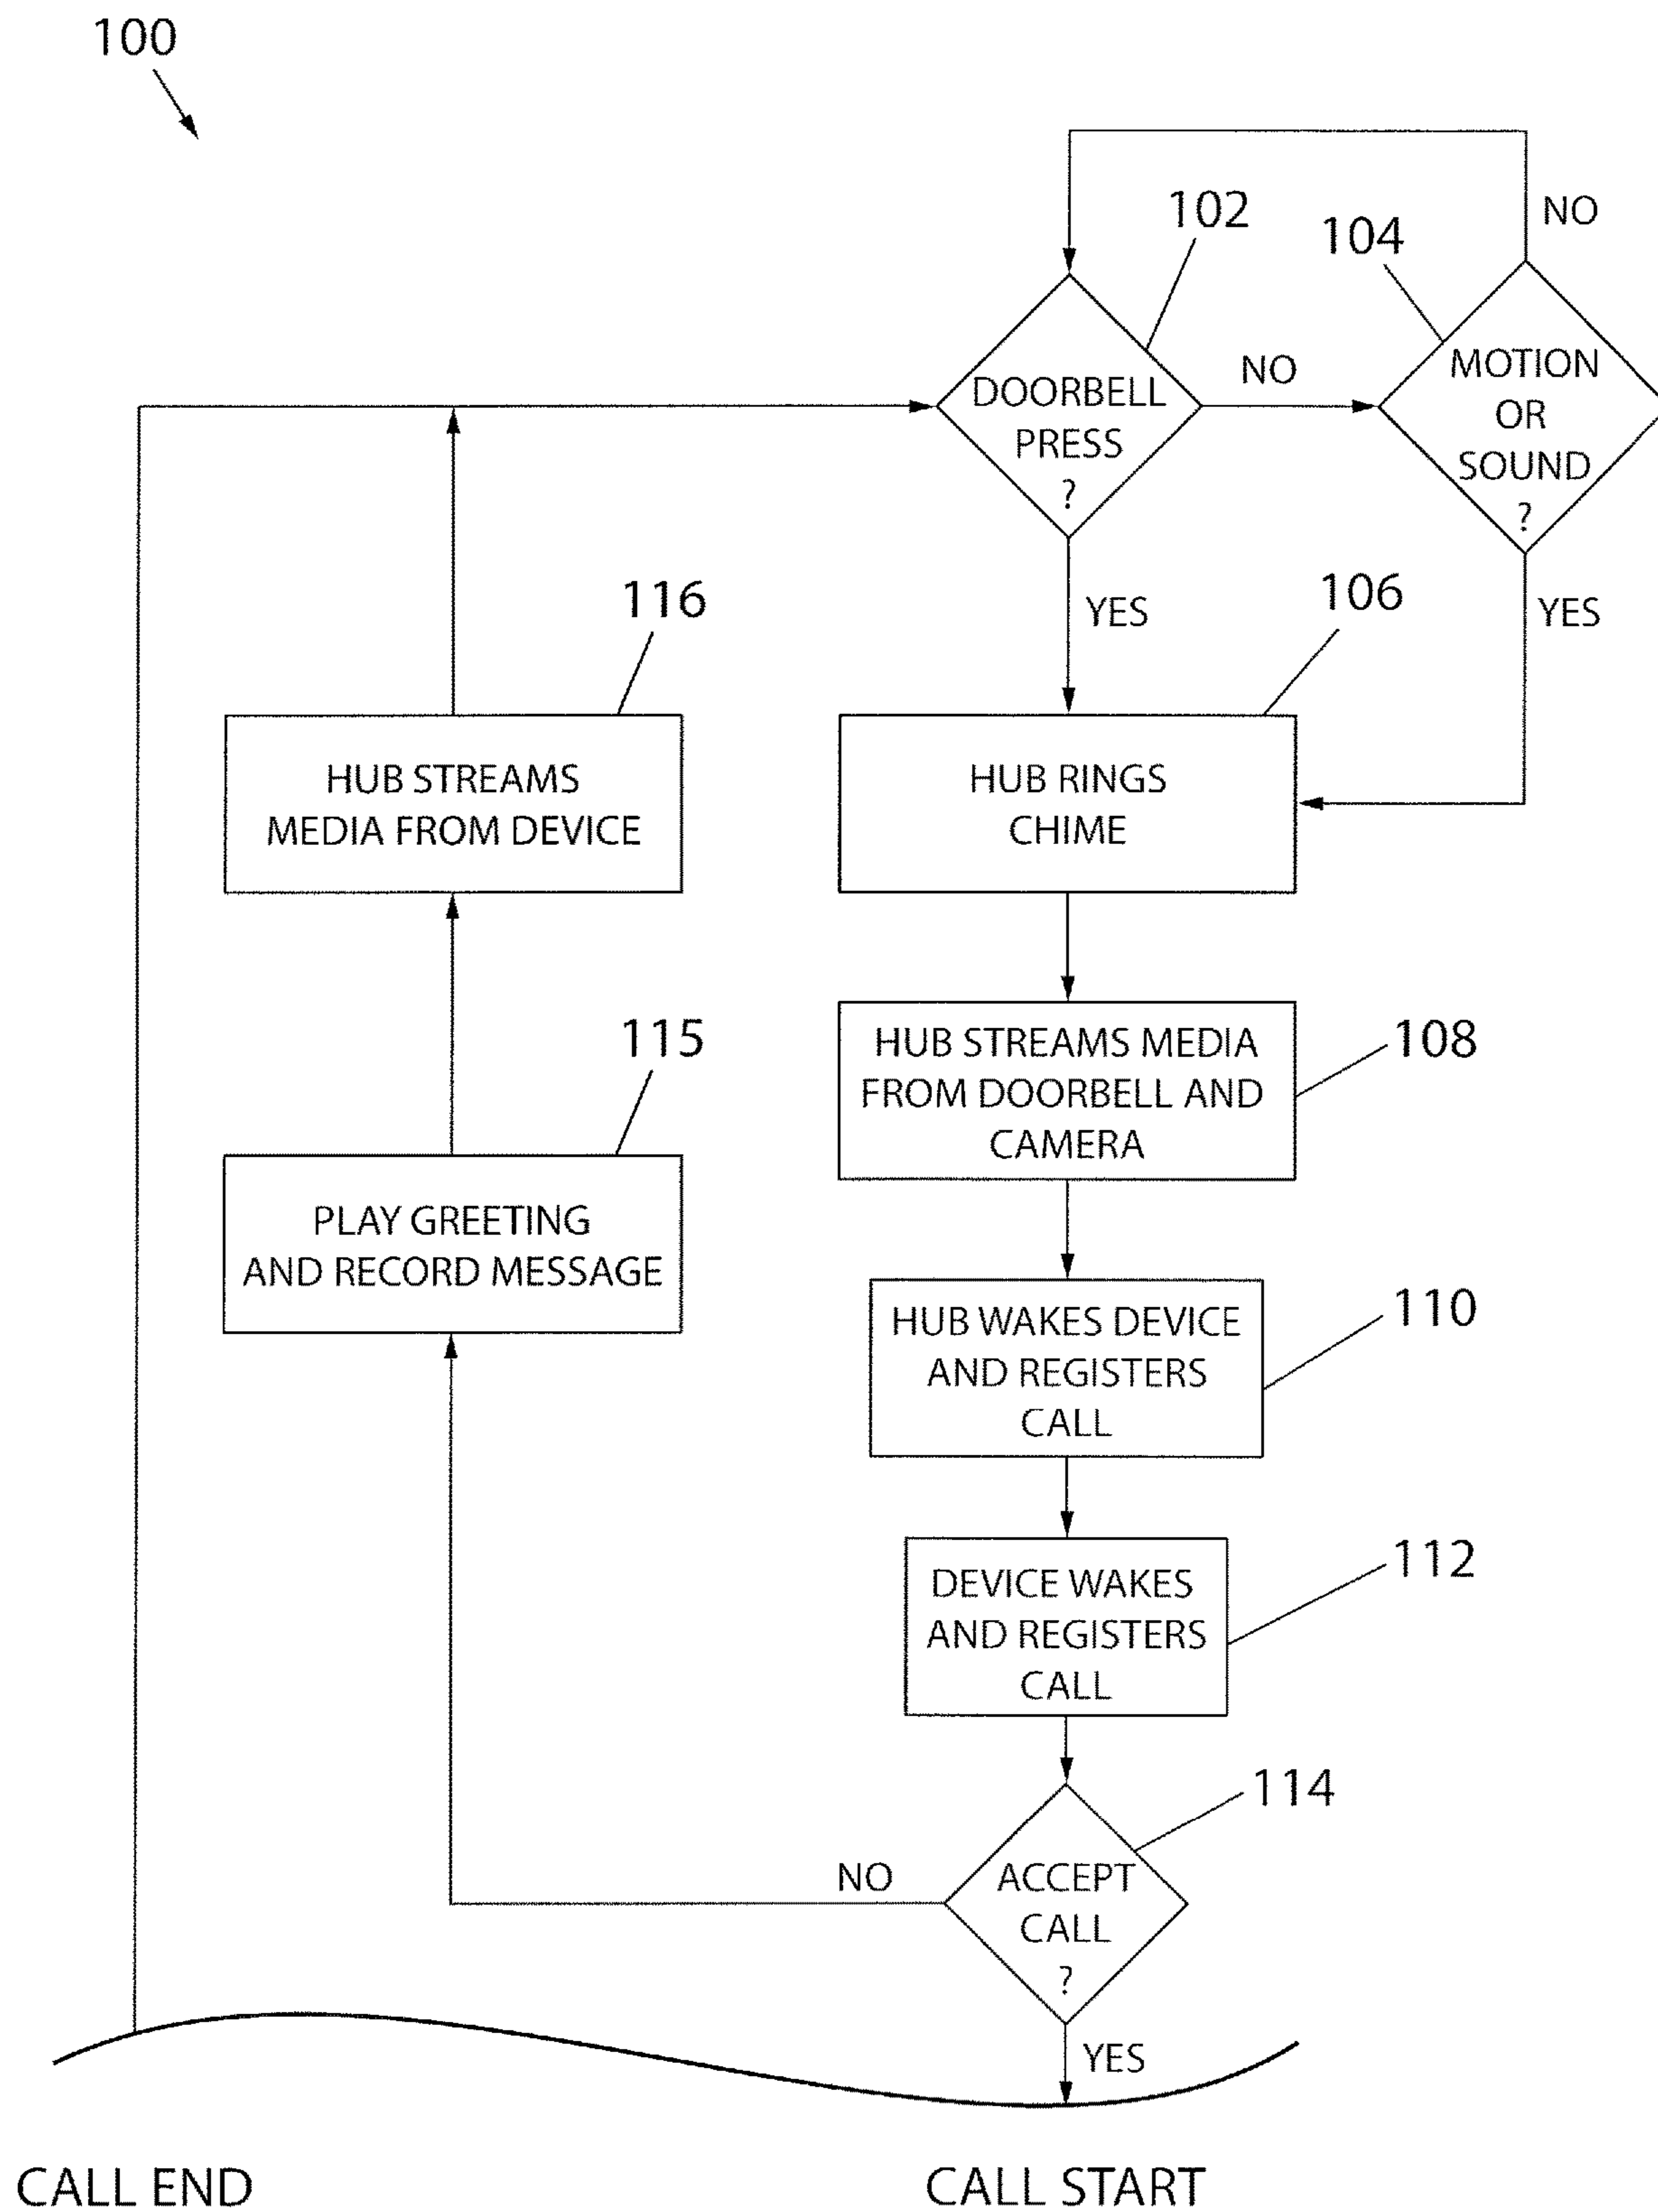 100
102
104
NO
DOORBELL
PRESS
?
NO
MOTION
OR
SOUND
?
YES
YES
106
116
HUB STREAMS
MEDIA FROM DEVICE
HUB RINGS
CHIME
115
PLAY GREETING
AND RECORD MESSAGE
HUB STREAMS MEDIA
FROM DOORBELL AND
CAMERA
108
HUB WAKES DEVICE
AND REGISTERS
CALL
110
DEVICE WAKES
AND REGISTERS
CALL
112
114
ACCEPT
CALL
?
NO
YES
CALL END
CALL START